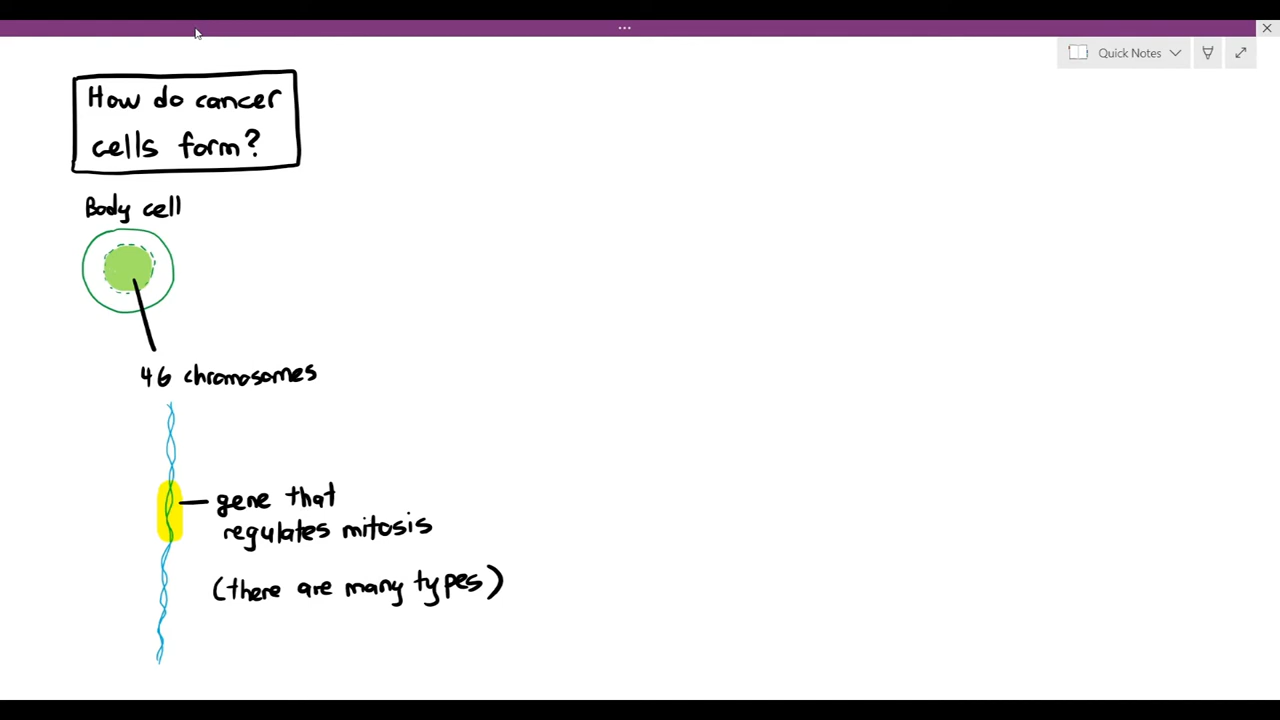 Quick Notes
How do cancer
cells form?
Body cell
46 chromosomes
gene that
regulates mitosis
(there are many types)